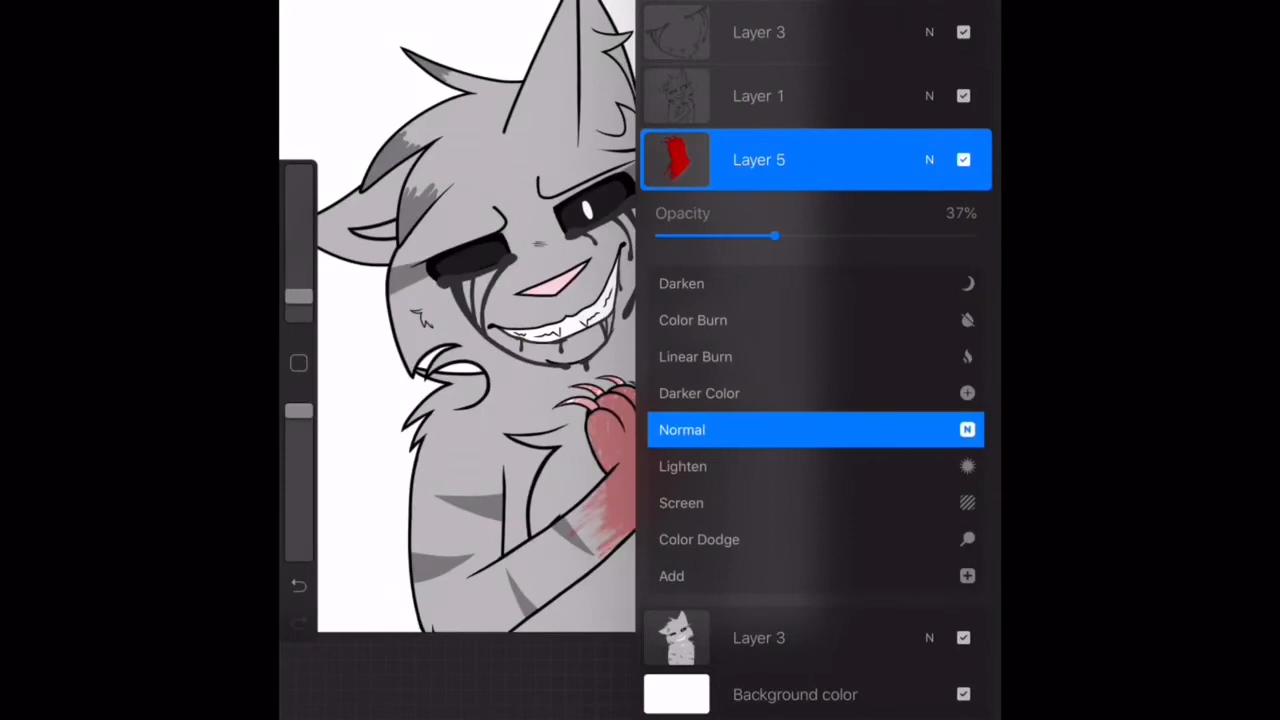 Layer 3 N
Layer 1 N
Layer 5 N
Opacity 37%
Darken
Color Burn
Linear Burn
Darker Color
Normal N
Lighten
Screen
Color Dodge
Add
Layer 3 N
Background color